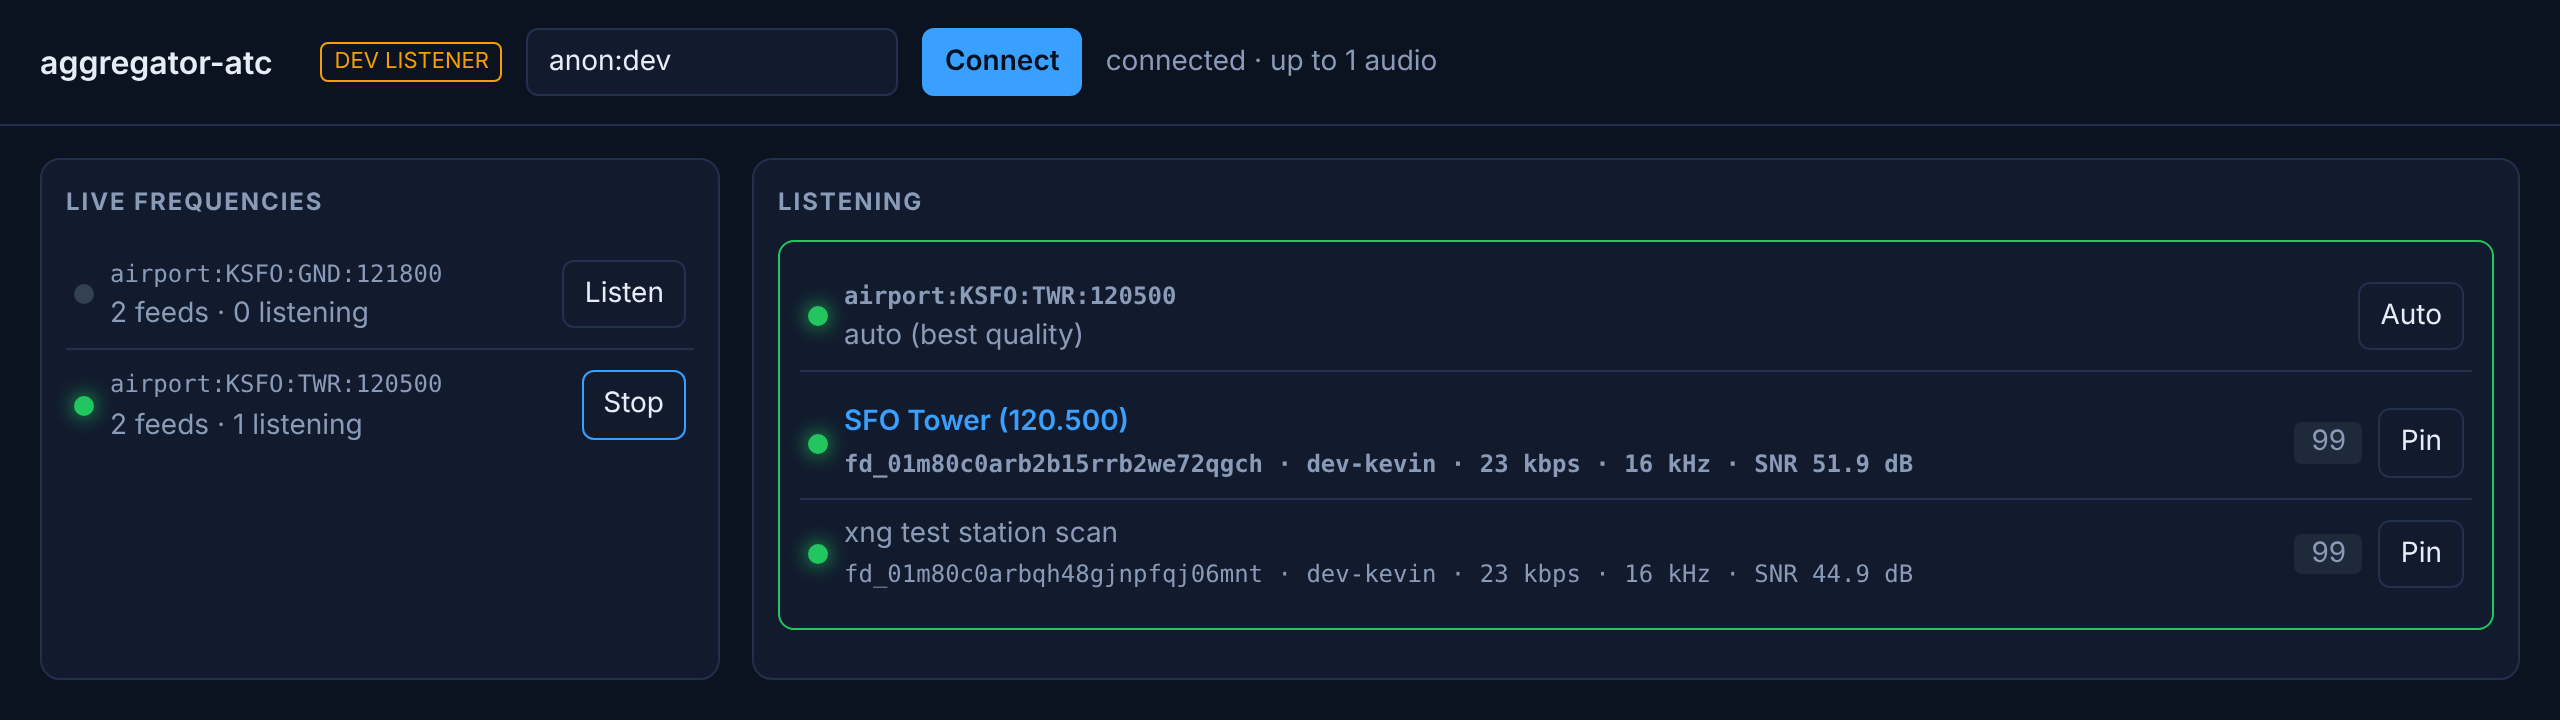 aggregator-atc
DEV LISTENER
anon:dev
Connect
connected · up to 1 audio
LIVE FREQUENCIES
airport:KSFO:GND:121800
2 feeds · 0 listening
Listen
airport:KSFO:TWR:120500
2 feeds · 1 listening
Stop
LISTENING
airport:KSFO:TWR:120500
auto (best quality)
Auto
SFO Tower (120.500)
fd_01m80c0arb2b15rrb2we72qgch · dev-kevin · 23 kbps · 16 kHz · SNR 51.9 dB
99
Pin
xng test station scan
fd_01m80c0arbqh48gjnpfqj06mnt · dev-kevin · 23 kbps · 16 kHz · SNR 44.9 dB
99
Pin